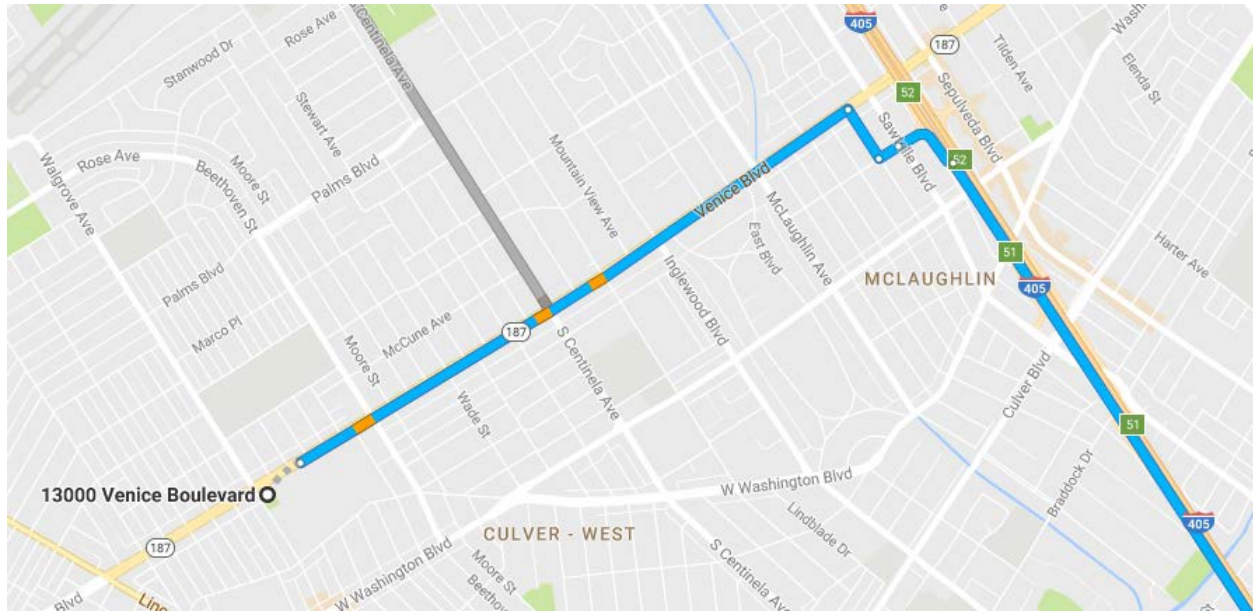 405
187
Washington
Rose Ave
S Centinela Ave
Stanwood Dr
Tilden Ave
Elenda St
52
Sepulveda Blvd
Stewart Ave
Sawtelle Blvd
Walgrove Ave
Rose Ave
Beethoven St
Moore St
Palms Blvd
Mountain View Ave
Venice Blvd
52
McLaughlin Ave
East Blvd
Harter Ave
51
Palms Blvd
Inglewood Blvd
MCLAUGHLIN
405
Marco Pl
McCune Ave
187
Moore St
S Centinela Ave
Wade St
Culver Blvd
51
13000 Venice Boulevard
W Washington Blvd
Braddock Dr
187
CULVER - WEST
Lindblade Dr
405
W Washington Blvd
Moore St
S Centinela Ave
Blvd